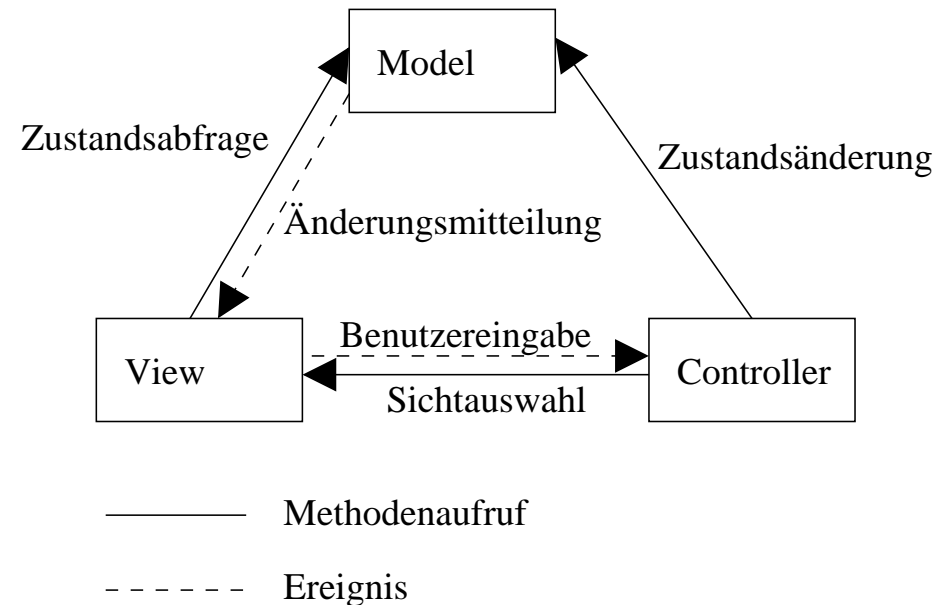 Model
Zustandsabfrage
Zustandsänderung
Änderungsmitteilung
Benutzereingabe
View
Controller
Sichtauswahl
Methodenaufruf
Ereignis